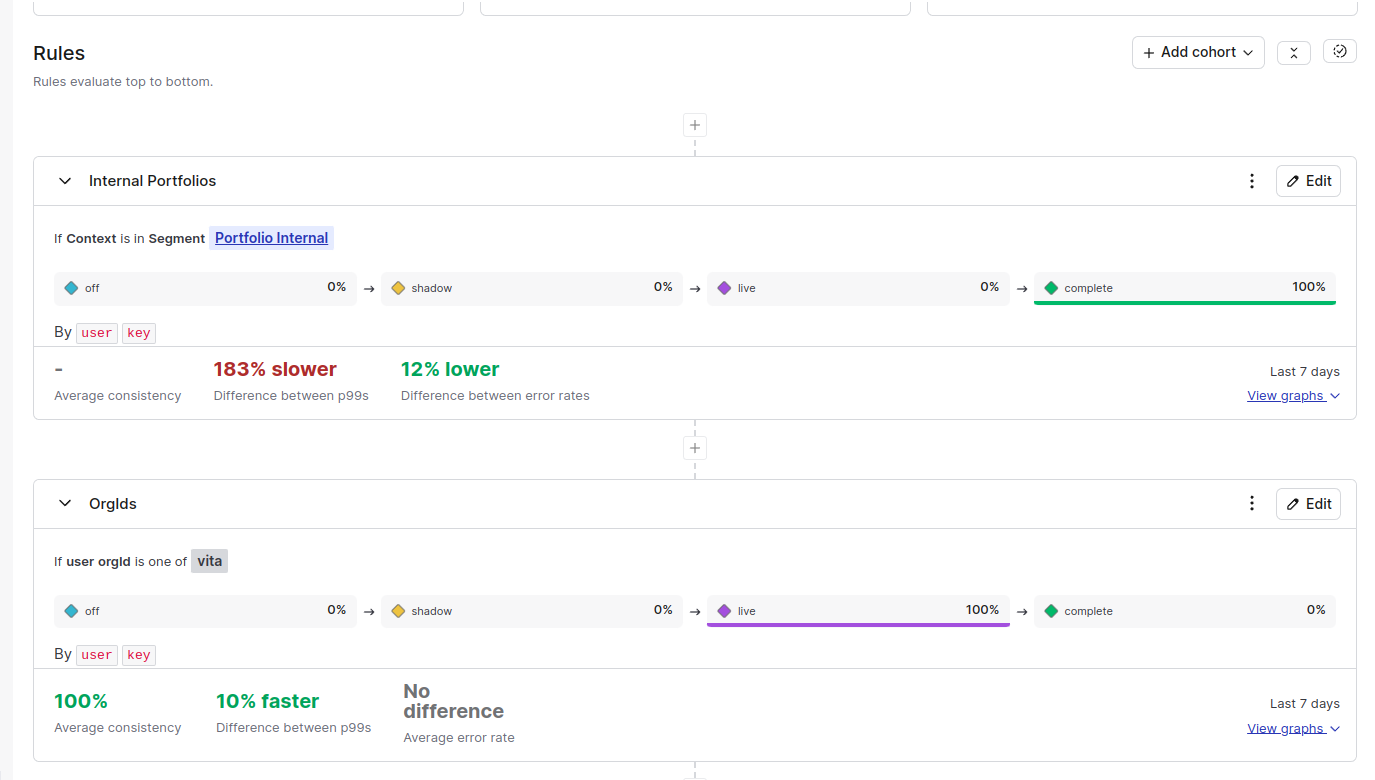 Rules
Add cohort
Rules evaluate top to bottom.
Internal Portfolios
Edit
If Context is in Segment Portfolio Internal
off 0% → shadow 0% → live 0% → complete 100%
By user key
- 183% slower 12% lower
Last 7 days
Average consistency Difference between p99s Difference between error rates
View graphs
OrgIds
Edit
If user orgId is one of vita
off 0% → shadow 0% → live 100% → complete 0%
By user key
100% 10% faster No difference
Last 7 days
Average consistency Difference between p99s Average error rate
View graphs